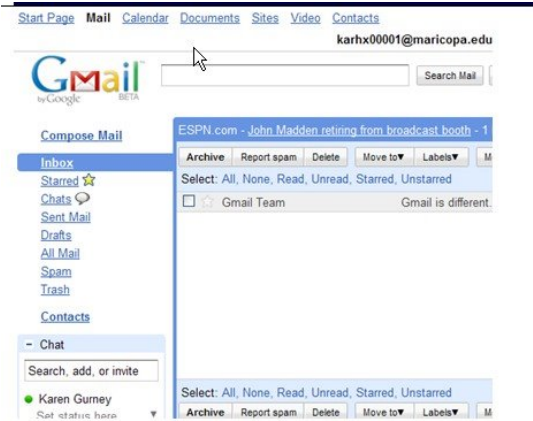 Start Page Mail Calendar Documents Sites Video Contacts
karhx00001@maricopa.edu
Gmail
by Google BETA
Search Mail
Compose Mail
ESPN.com - John Madden retiring from broadcast booth - 1
Inbox
Archive Report spam Delete Move to▼ Labels▼ M
Starred
Select: All, None, Read, Unread, Starred, Unstarred
Chats
Gmail Team Gmail is different.
Sent Mail
Drafts
All Mail
Spam
Trash
Contacts
– Chat
Search, add, or invite
Select: All, None, Read, Unread, Starred, Unstarred
Karen Gurney
Set status here ▼
Archive Report spam Delete Move to▼ Labels▼ M